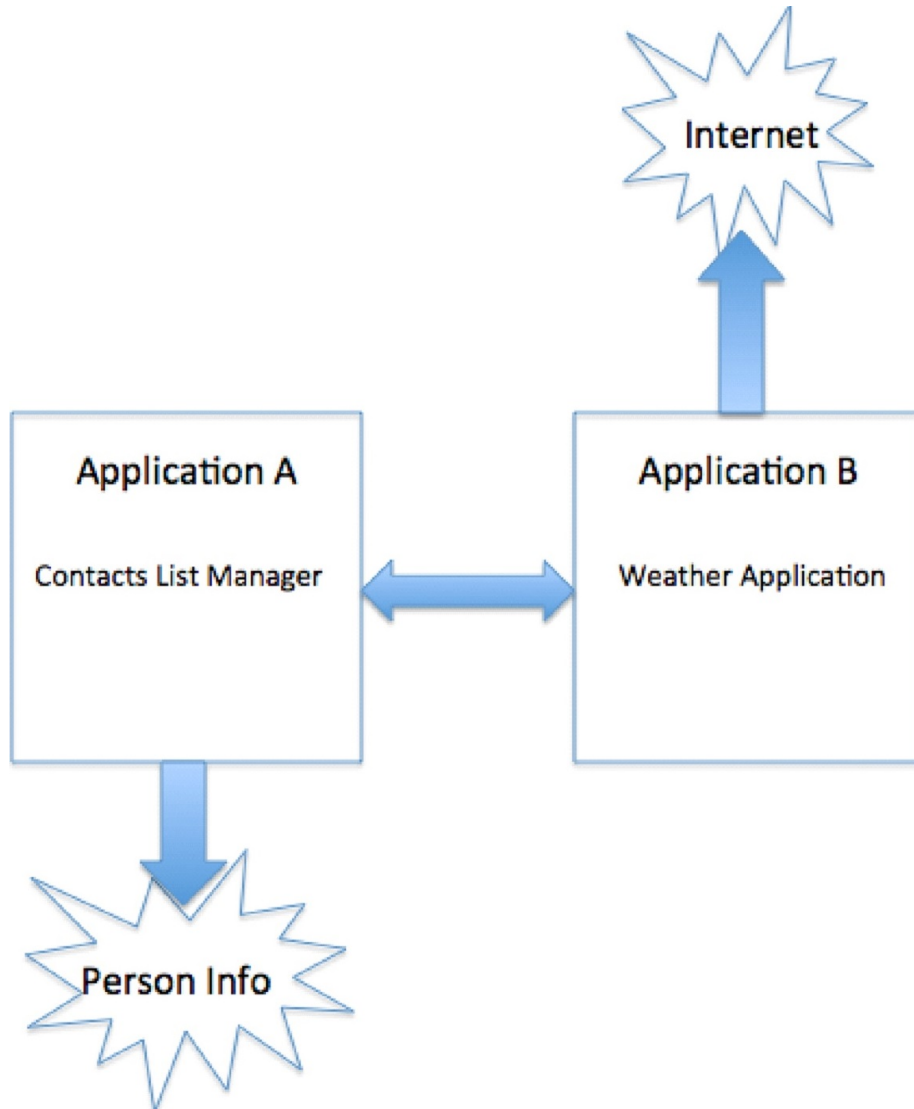 Internet
Application A
Contacts List Manager
Application B
Weather Application
Person Info